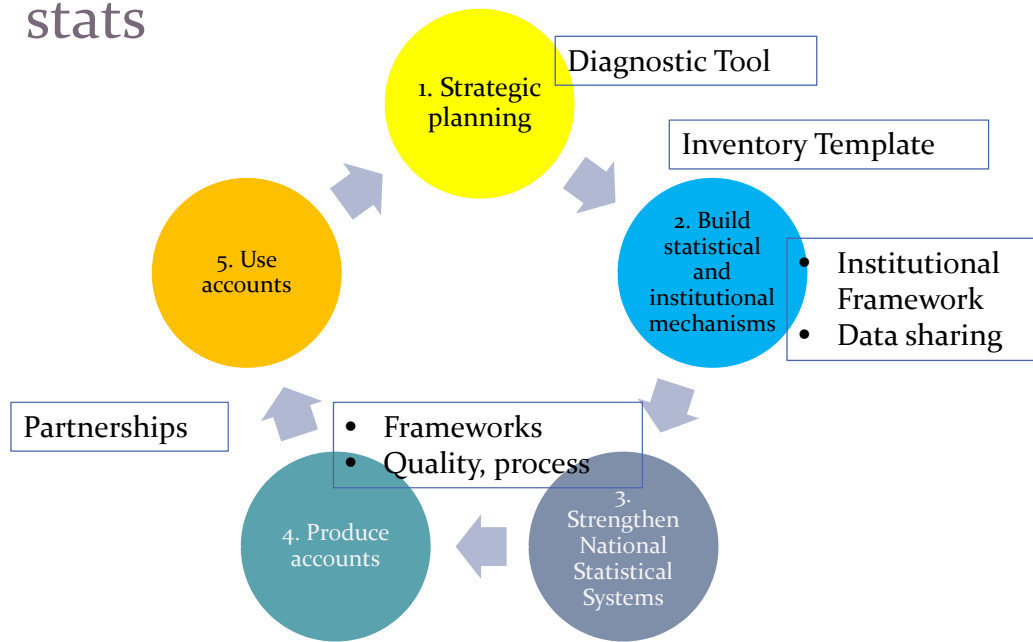 stats
Diagnostic Tool
1. Strategic
planning
Inventory Template
2. Build
statistical
and
institutional
mechanisms
• Institutional
Framework
• Data sharing
5. Use
accounts
Partnerships
• Frameworks
• Quality, process
3.
Strengthen
National
Statistical
Systems
4. Produce
accounts